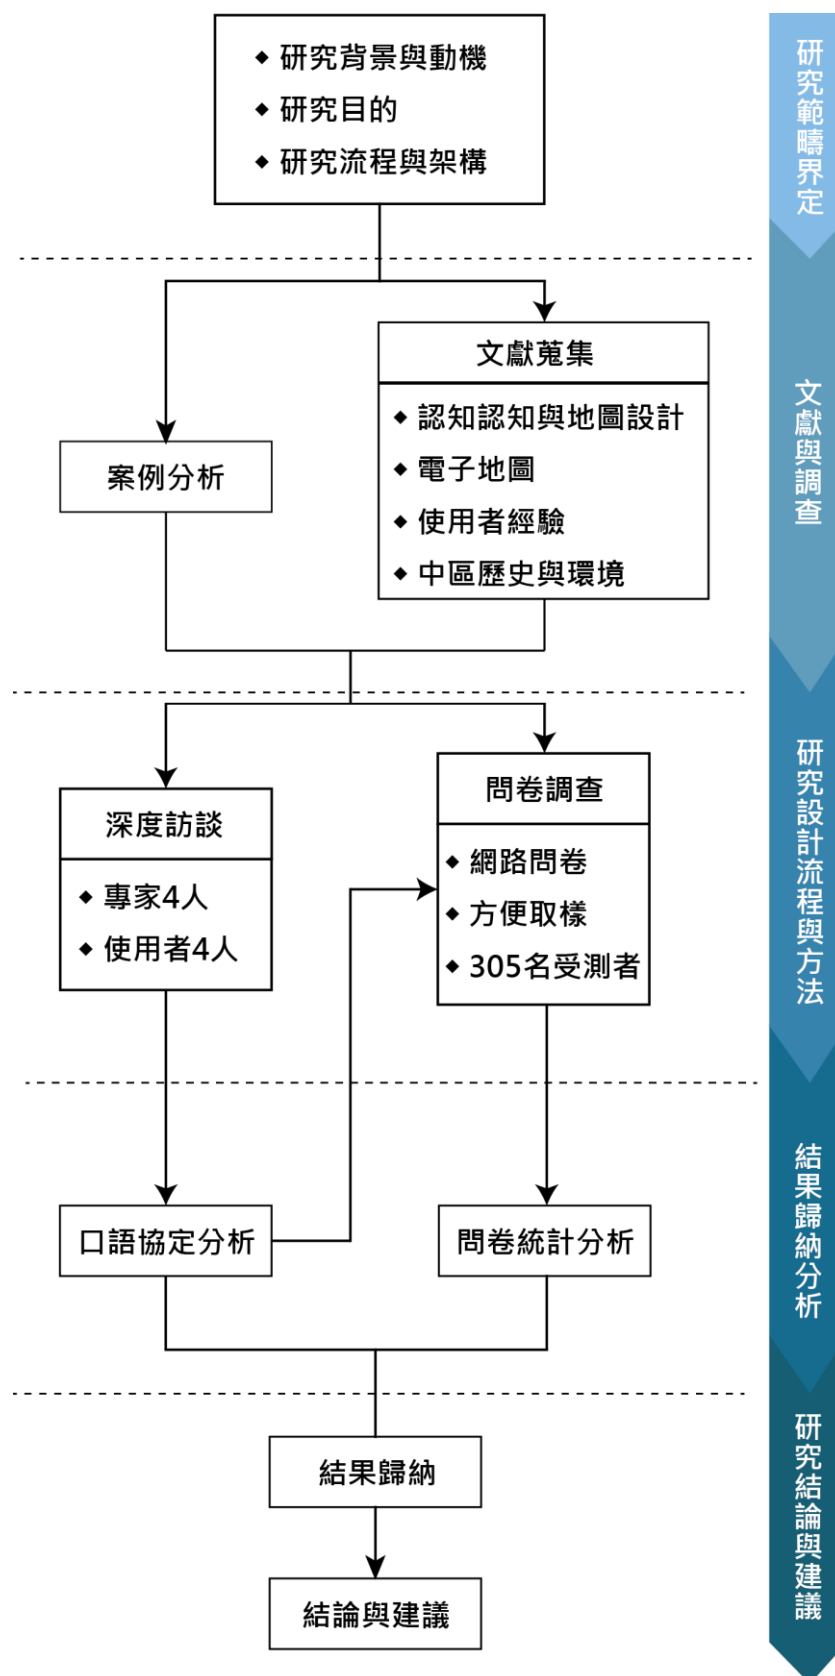 ◆ 研究背景與動機
◆ 研究目的
◆ 研究流程與架構
研究範疇界定
案例分析
文獻蒐集
◆ 認知認知與地圖設計
◆ 電子地圖
◆ 使用者經驗
◆ 中區歷史與環境
文獻與調查
深度訪談
◆ 專家4人
◆ 使用者4人
問卷調查
◆ 網路問卷
◆ 方便取樣
◆ 305名受測者
研究設計流程與方法
口語協定分析
問卷統計分析
結果歸納分析
結果歸納
結論與建議
研究結論與建議